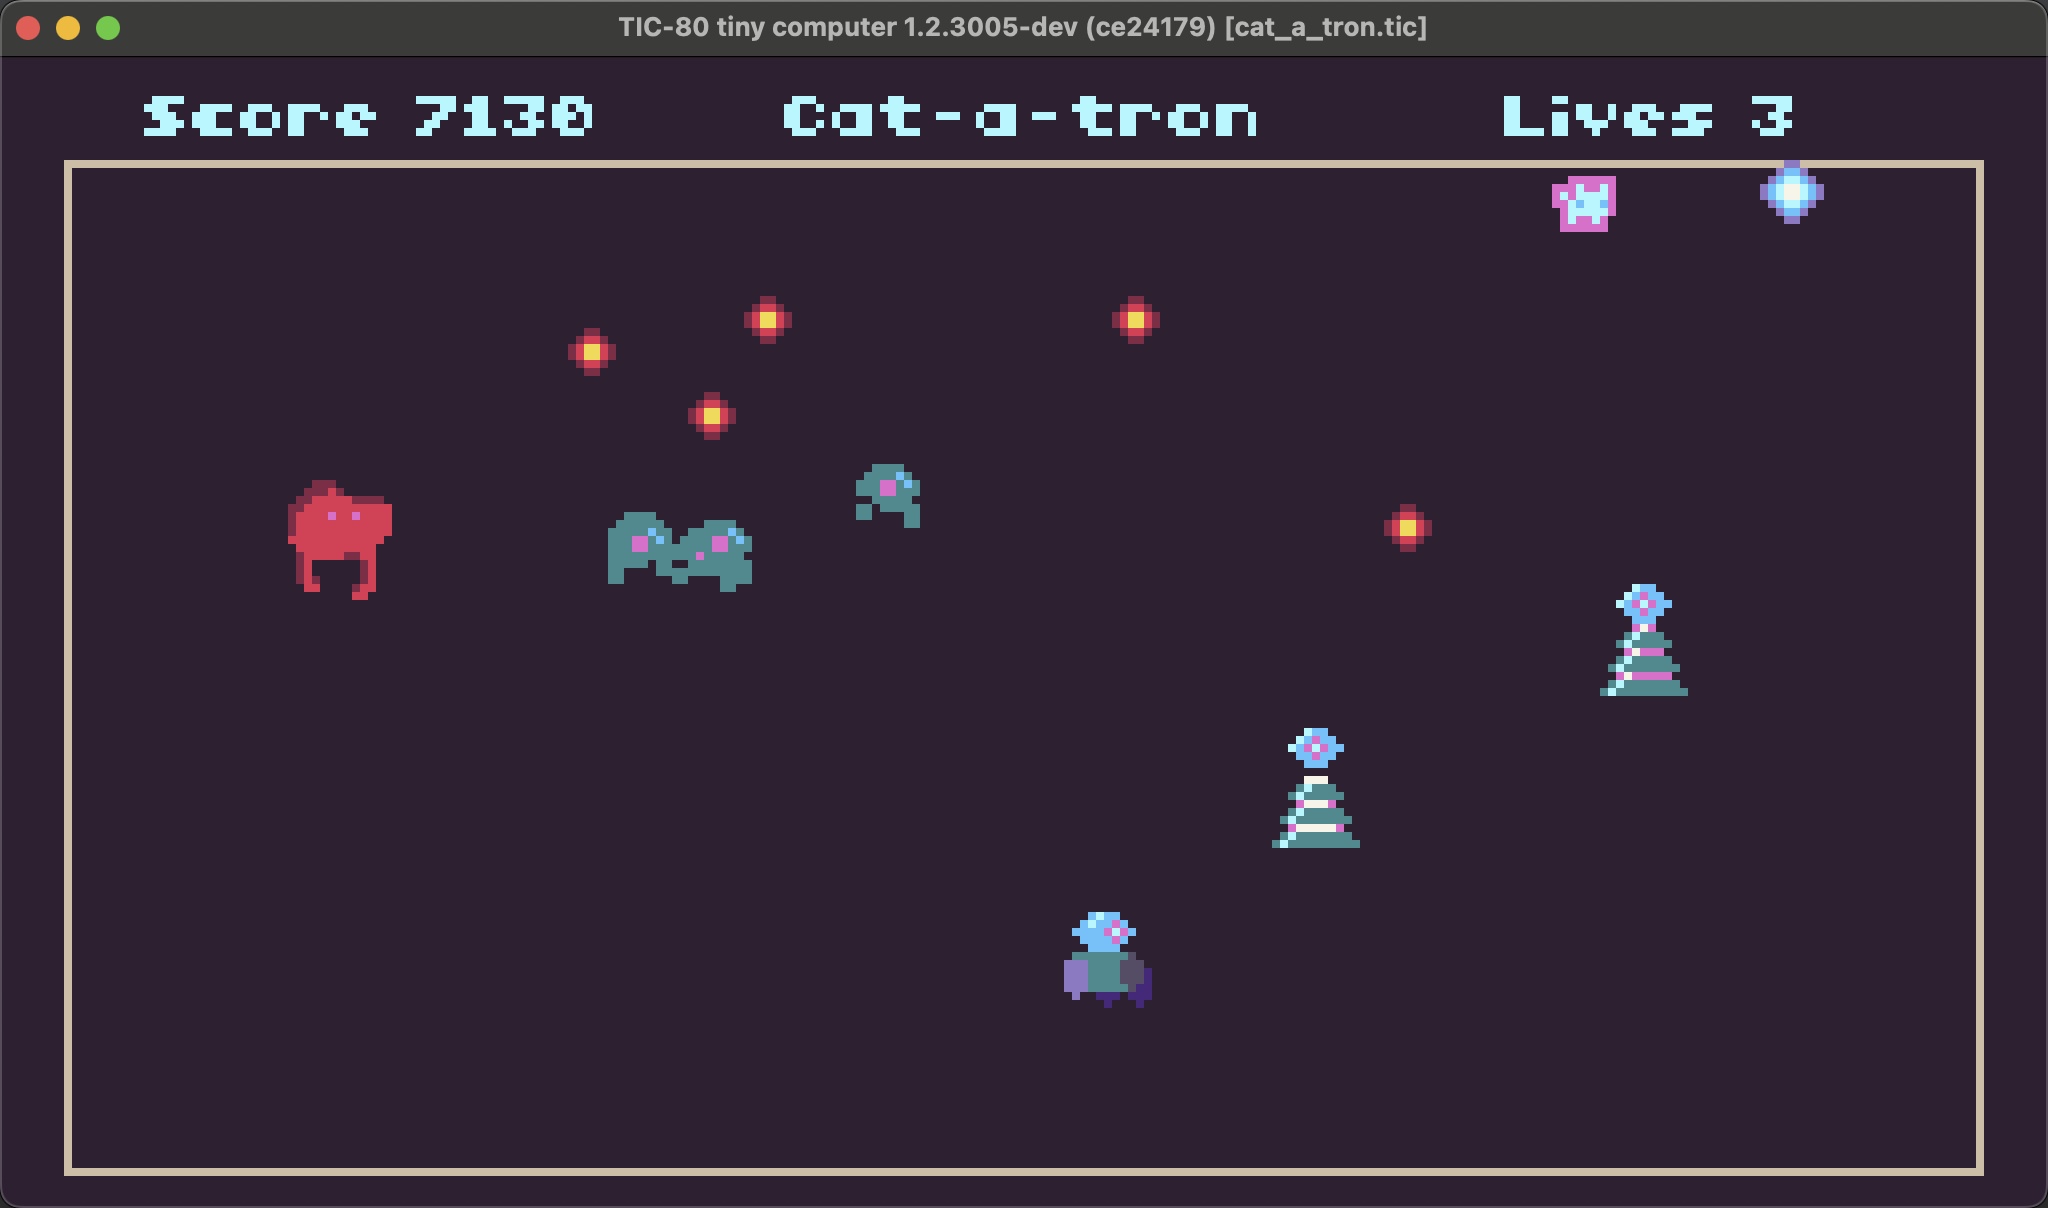 TIC-80 tiny computer 1.2.3005-dev (ce24179) [cat_a_tron.tic]
Score 7130 Cat-a-tron Lives 3